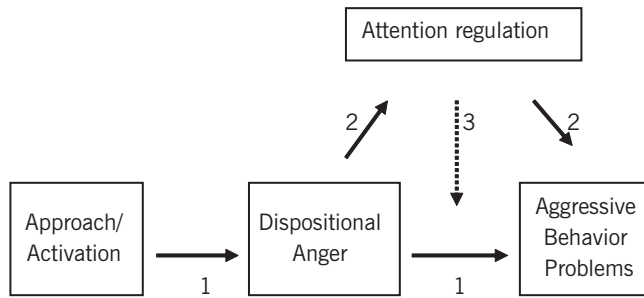 Attention regulation
2
3
2
Approach/
Activation
Dispositional
Anger
Aggressive
Behavior
Problems
1
1